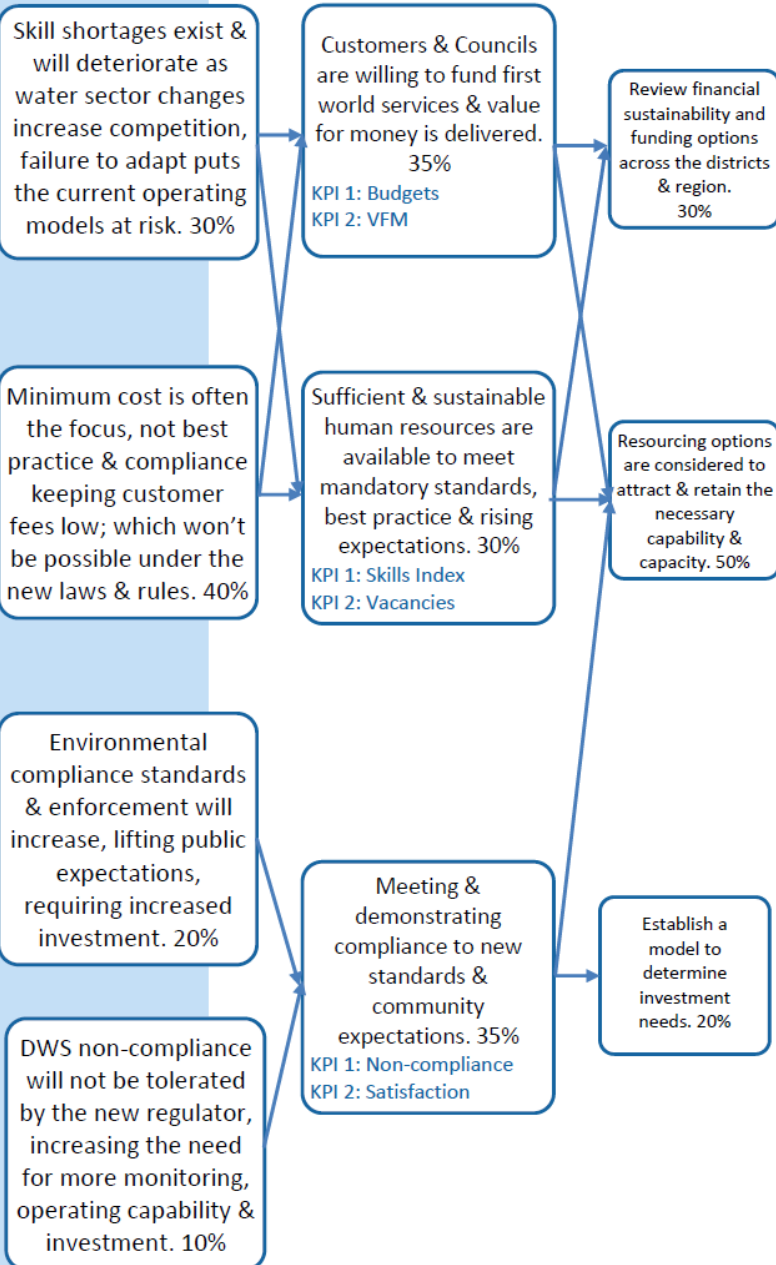 Skill shortages exist &
will deteriorate as
water sector changes
increase competition,
failure to adapt puts
the current operating
models at risk. 30%
Minimum cost is often
the focus, not best
practice & compliance
keeping customer
fees low; which won’t
be possible under the
new laws & rules. 40%
Environmental
compliance standards
& enforcement will
increase, lifting public
expectations,
requiring increased
investment. 20%
DWS non-compliance
will not be tolerated
by the new regulator,
increasing the need
for more monitoring,
operating capability &
investment. 10%
Customers & Councils
are willing to fund first
world services & value
for money is delivered.
35%
KPI 1: Budgets
KPI 2: VFM
Sufficient & sustainable
human resources are
available to meet
mandatory standards,
best practice & rising
expectations. 30%
KPI 1: Skills Index
KPI 2: Vacancies
Meeting &
demonstrating
compliance to new
standards &
community
expectations. 35%
KPI 1: Non-compliance
KPI 2: Satisfaction
Review financial
sustainability and
funding options
across the districts
& region.
30%
Resourcing options
are considered to
attract & retain the
necessary
capability &
capacity. 50%
Establish a
model to
determine
investment
needs. 20%